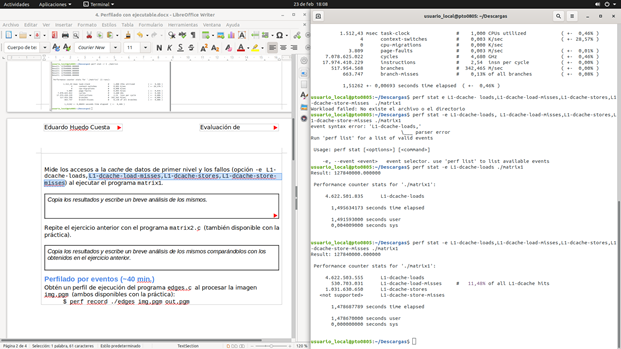 Actividades Aplicaciones Terminal 23 de feb 18:08
4. Perfilado con ejecutable.docx - LibreOffice Writer
Archivo Editar Ver Insertar Formato Estilos Tabla Formulario Herramientas Ventana Ayuda
Cuerpo de Courier New 11
Eduardo Huedo Cuesta Evaluación de
Mide los accesos a la cache de datos de primer nivel y los fallos (opción -e L1-
dcache-loads,L1-dcache-load-misses,L1-dcache-stores,L1-dcache-store-
misses) al ejecutar el programa matrix1.
Copia los resultados y escribe un breve análisis de los mismos.
Repite el ejercicio anterior con el programa matrix2.c (también disponible con la
práctica).
Copia los resultados y escribe un breve análisis de los mismos comparándolos con los
obtenidos en el ejercicio anterior.
Perfilado por eventos (~40 min.)
Obtén un perfil de ejecución del programa edges.c al procesar la imagen
img.pgm (ambos disponibles con la práctica):
$ perf record ./edges img.pgm out.pgm
Página 2 de 4 Selección: 1 palabra, 61 caracteres Estilo predeterminado TextSection 120 %
usuario_local@pto0805:~/Descargas
1.512,43 msec task-clock # 1,000 CPUs utilized ( +- 0,46% )
4 context-switches # 0,003 K/sec ( +- 28,57% )
0 cpu-migrations # 0,000 K/sec
3.809 page-faults # 0,003 M/sec ( +- 0,01% )
7.078.625.022 cycles # 4,680 GHz ( +- 0,46% )
17.974.410.229 instructions # 2,54 insn per cycle ( +- 0,00% )
517.954.568 branches # 342,465 M/sec ( +- 0,00% )
663.747 branch-misses # 0,13% of all branches ( +- 0,08% )
1,51282 +- 0,00693 seconds time elapsed ( +- 0,46% )
usuario_local@pto0805:~/Descargas$ perf stat -e L1-dcache-loads,L1-dcache-load-misses,L1-dcache-stores,L1-dcache-store-misses ./matrix1
Workload failed: No existe el archivo o el directorio
usuario_local@pto0805:~/Descargas$ perf stat -e L1-dcache-loads, L1-dcache-load-misses,L1-dcache-stores,L1-dcache-store-misses ./matrix1
event syntax error: 'L1-dcache-loads,'
\___ parser error
Run 'perf list' for a list of valid events
Usage: perf stat [<options>] [<command>]
-e, --event <event> event selector. use 'perf list' to list available events
usuario_local@pto0805:~/Descargas$ perf stat -e L1-dcache-loads ./matrix1
Result: 127840000.000000
Performance counter stats for './matrix1':
4.622.501.035 L1-dcache-loads
1,495634173 seconds time elapsed
1,491593000 seconds user
0,004009000 seconds sys
usuario_local@pto0805:~/Descargas$ perf stat -e L1-dcache-loads,L1-dcache-load-misses,L1-dcache-stores,L1-dcache-store-misses ./matrix1
Result: 127840000.000000
Performance counter stats for './matrix1':
4.622.503.555 L1-dcache-loads
530.703.031 L1-dcache-load-misses # 11,48% of all L1-dcache hits
1.031.630.650 L1-dcache-stores
<not supported> L1-dcache-store-misses
1,478687789 seconds time elapsed
1,478670000 seconds user
0,000000000 seconds sys
usuario_local@pto0805:~/Descargas$